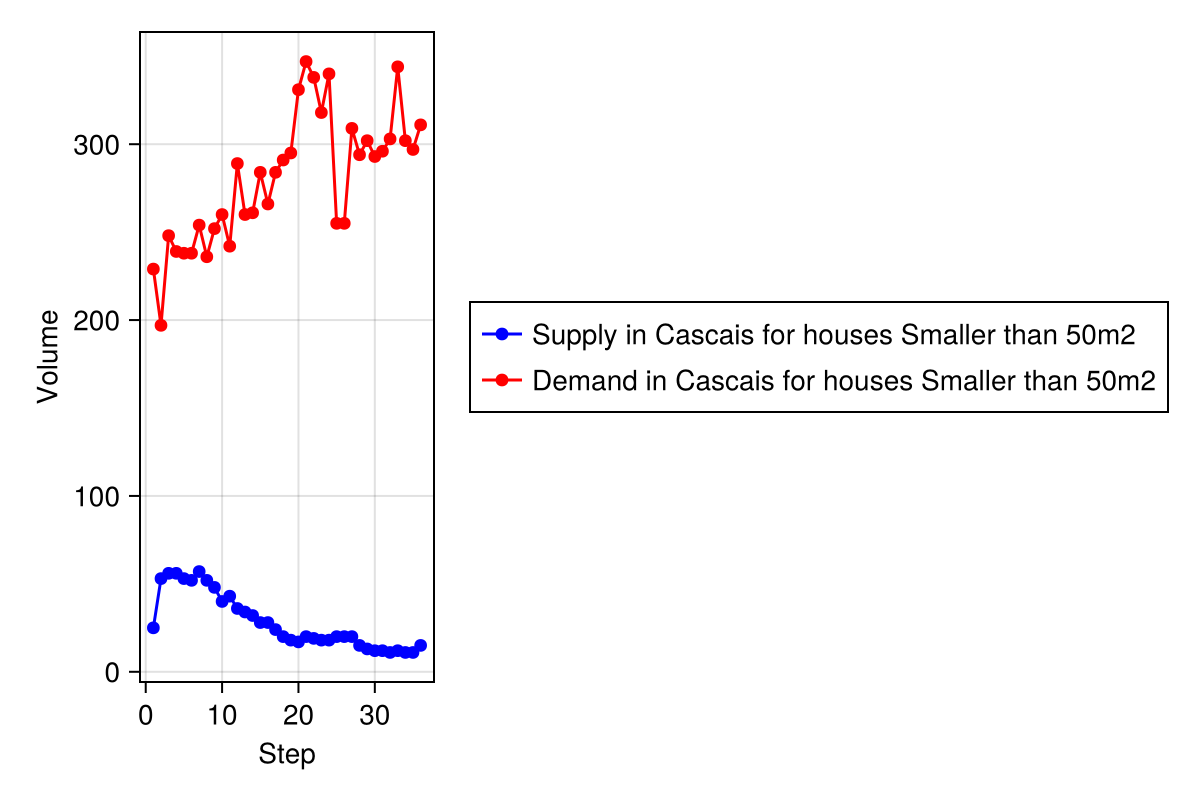 300
200
100
0
Volume
0 10 20 30
Step
Supply in Cascais for houses Smaller than 50m2
Demand in Cascais for houses Smaller than 50m2